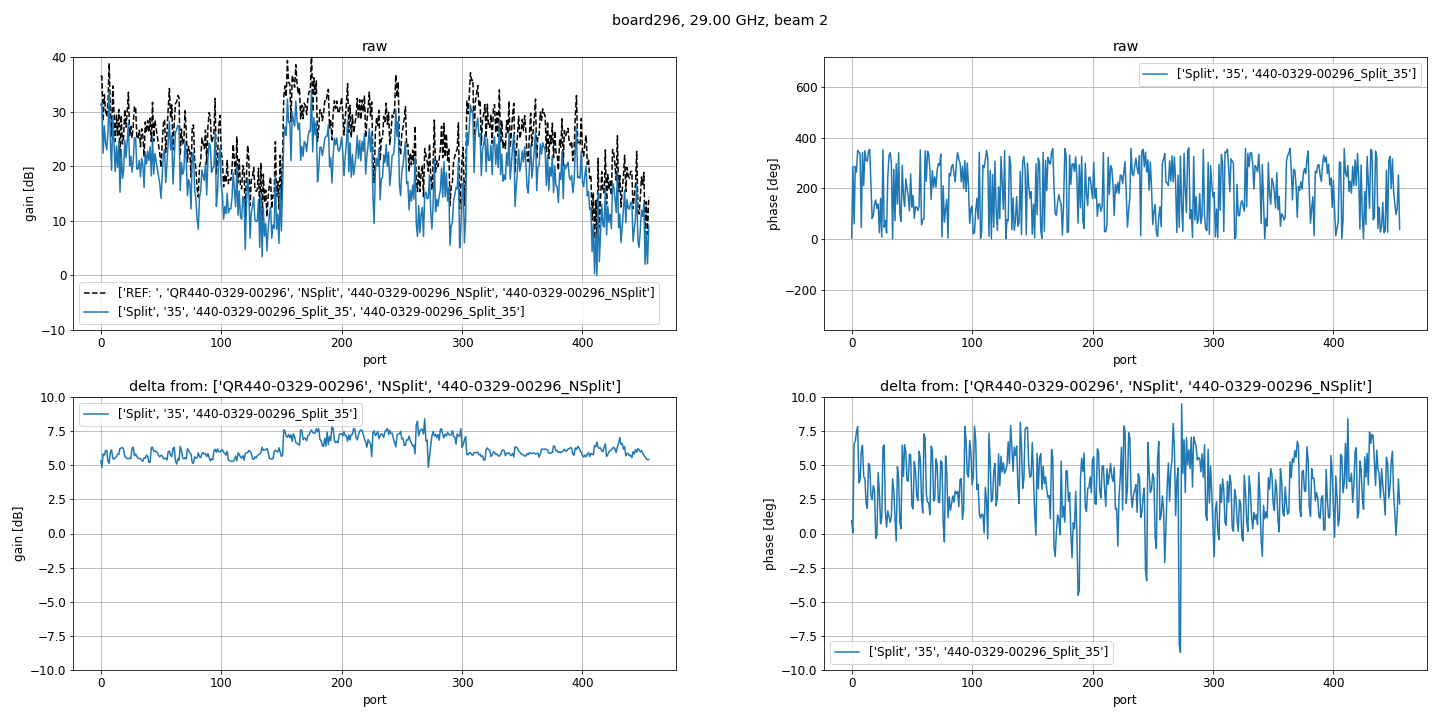 board296, 29.00 GHz, beam 2
raw
gain [dB]
40
30
20
10
0
−10
['REF: ', 'QR440-0329-00296', 'NSplit', '440-0329-00296_NSplit', '440-0329-00296_NSplit']
['Split', '35', '440-0329-00296_Split_35', '440-0329-00296_Split_35']
0 100 200 300 400
port
raw
phase [deg]
600
400
200
0
−200
['Split', '35', '440-0329-00296_Split_35']
0 100 200 300 400
port
delta from: ['QR440-0329-00296', 'NSplit', '440-0329-00296_NSplit']
gain [dB]
10.0
7.5
5.0
2.5
0.0
−2.5
−5.0
−7.5
−10.0
['Split', '35', '440-0329-00296_Split_35']
0 100 200 300 400
port
delta from: ['QR440-0329-00296', 'NSplit', '440-0329-00296_NSplit']
phase [deg]
10.0
7.5
5.0
2.5
0.0
−2.5
−5.0
−7.5
−10.0
['Split', '35', '440-0329-00296_Split_35']
0 100 200 300 400
port